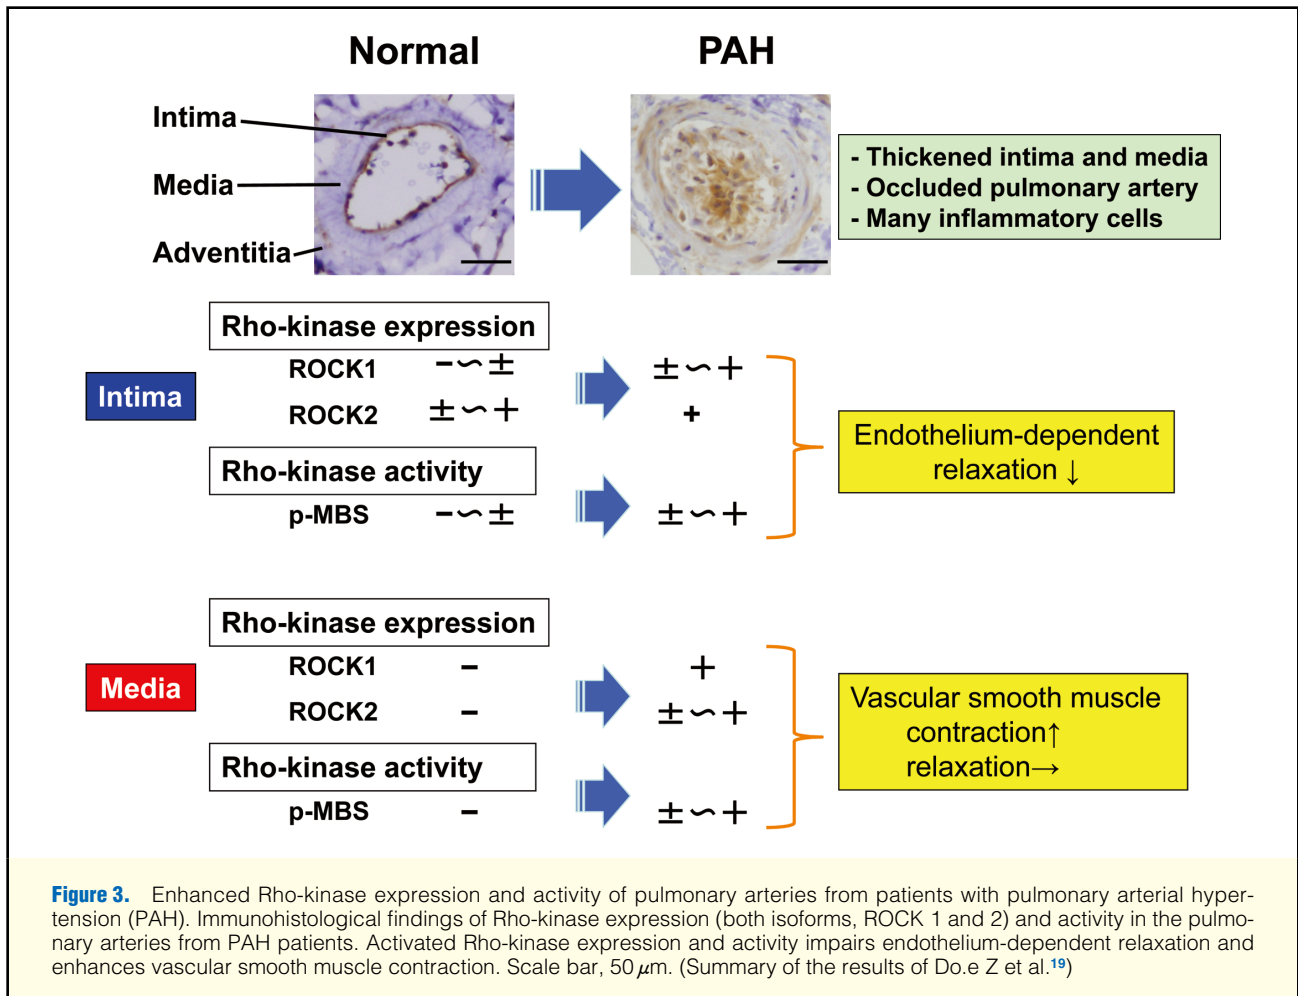 Normal
PAH
Intima
Media
Adventitia
- Thickened intima and media
- Occluded pulmonary artery
- Many inflammatory cells
Intima
Rho-kinase expression
ROCK1 −∽± ±∽+
ROCK2 ±∽+ +
Rho-kinase activity
p-MBS −∽± ±∽+
Endothelium-dependent
relaxation ↓
Media
Rho-kinase expression
ROCK1 − +
ROCK2 − ±∽+
Rho-kinase activity
p-MBS − ±∽+
Vascular smooth muscle
contraction↑
relaxation→
Figure 3. Enhanced Rho-kinase expression and activity of pulmonary arteries from patients with pulmonary arterial hyper-
tension (PAH). Immunohistological findings of Rho-kinase expression (both isoforms, ROCK 1 and 2) and activity in the pulmo-
nary arteries from PAH patients. Activated Rho-kinase expression and activity impairs endothelium-dependent relaxation and
enhances vascular smooth muscle contraction. Scale bar, 50 μm. (Summary of the results of Do.e Z et al.19)